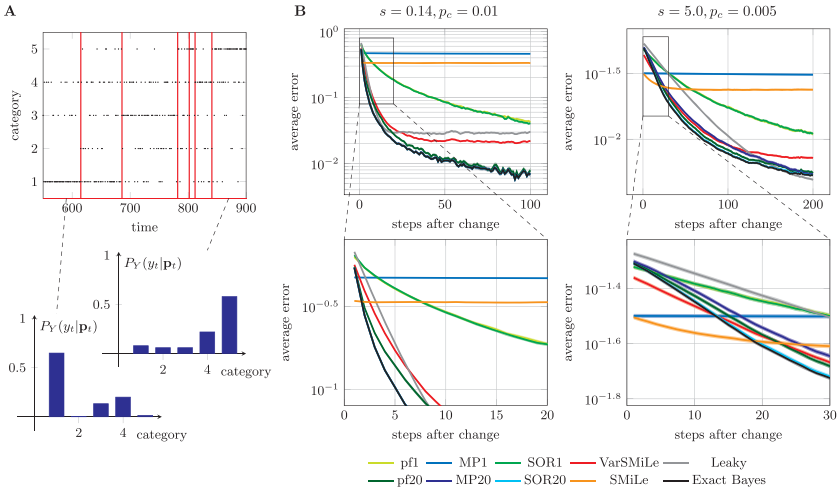 A
B
s = 0.14, p_c = 0.01
s = 5.0, p_c = 0.005
category
5
4
3
2
1
600
700
800
900
time
average error
10^0
10^−1
10^−2
0
50
100
steps after change
average error
10^−1.5
10^−2
0
100
200
steps after change
P_Y(y_t|p_t)
1
0.5
2
4
category
P_Y(y_t|p_t)
1
0.5
2
4
category
average error
10^−0.5
10^−1
0
5
10
15
20
steps after change
average error
10^−1.4
10^−1.6
10^−1.8
0
10
20
30
steps after change
pf1 MP1 SOR1 VarSMiLe Leaky
pf20 MP20 SOR20 SMiLe Exact Bayes